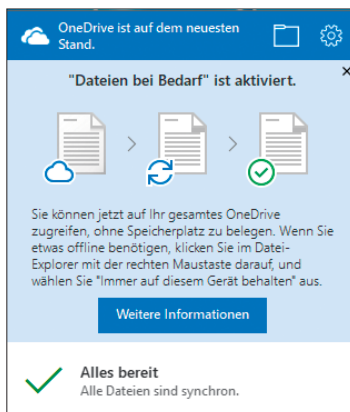 OneDrive ist auf dem neuesten
Stand.
"Dateien bei Bedarf" ist aktiviert.
Sie können jetzt auf Ihr gesamtes OneDrive
zugreifen, ohne Speicherplatz zu belegen. Wenn Sie
etwas offline benötigen, klicken Sie im Datei-
Explorer mit der rechten Maustaste darauf, und
wählen Sie "Immer auf diesem Gerät behalten" aus.
Weitere Informationen
Alles bereit
Alle Dateien sind synchron.